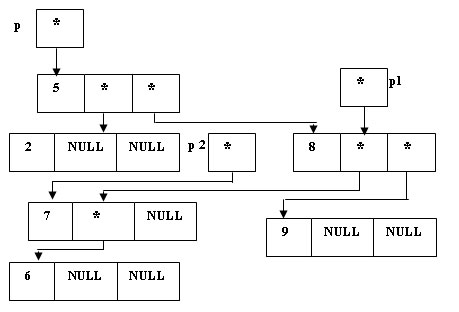 p *
* p1
5 * *
2 NULL NULL
p 2 *
8 * *
7 * NULL
9 NULL NULL
6 NULL NULL